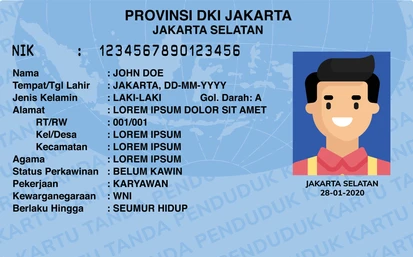 PROVINSI DKI JAKARTA
JAKARTA SELATAN
NIK : 1234567890123456
Nama : JOHN DOE
Tempat/Tgl Lahir : JAKARTA, DD-MM-YYYY
Jenis Kelamin : LAKI-LAKI Gol. Darah: A
Alamat : LOREM IPSUM DOLOR SIT AMET
RT/RW : 001/001
Kel/Desa : LOREM IPSUM
Kecamatan : LOREM IPSUM
Agama : LOREM IPSUM
Status Perkawinan : BELUM KAWIN
Pekerjaan : KARYAWAN
Kewarganegaraan : WNI
Berlaku Hingga : SEUMUR HIDUP
JAKARTA SELATAN
28-01-2020
KARTU TANDA PENDUDUK